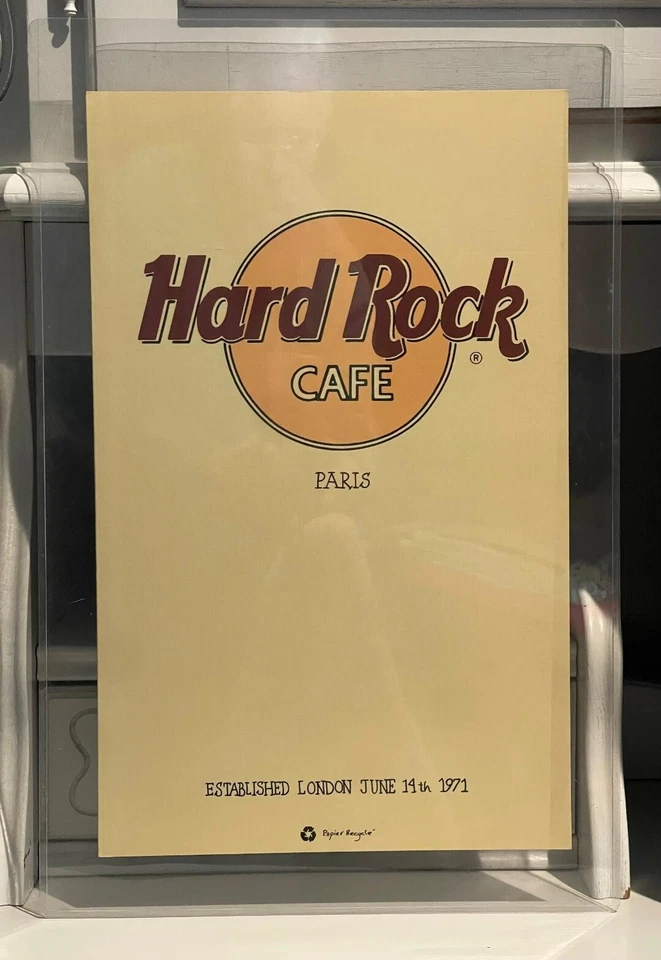 Hard Rock
®
CAFE
PARIS
ESTABLISHED LONDON JUNE 14th 1971
Papier Recyclé